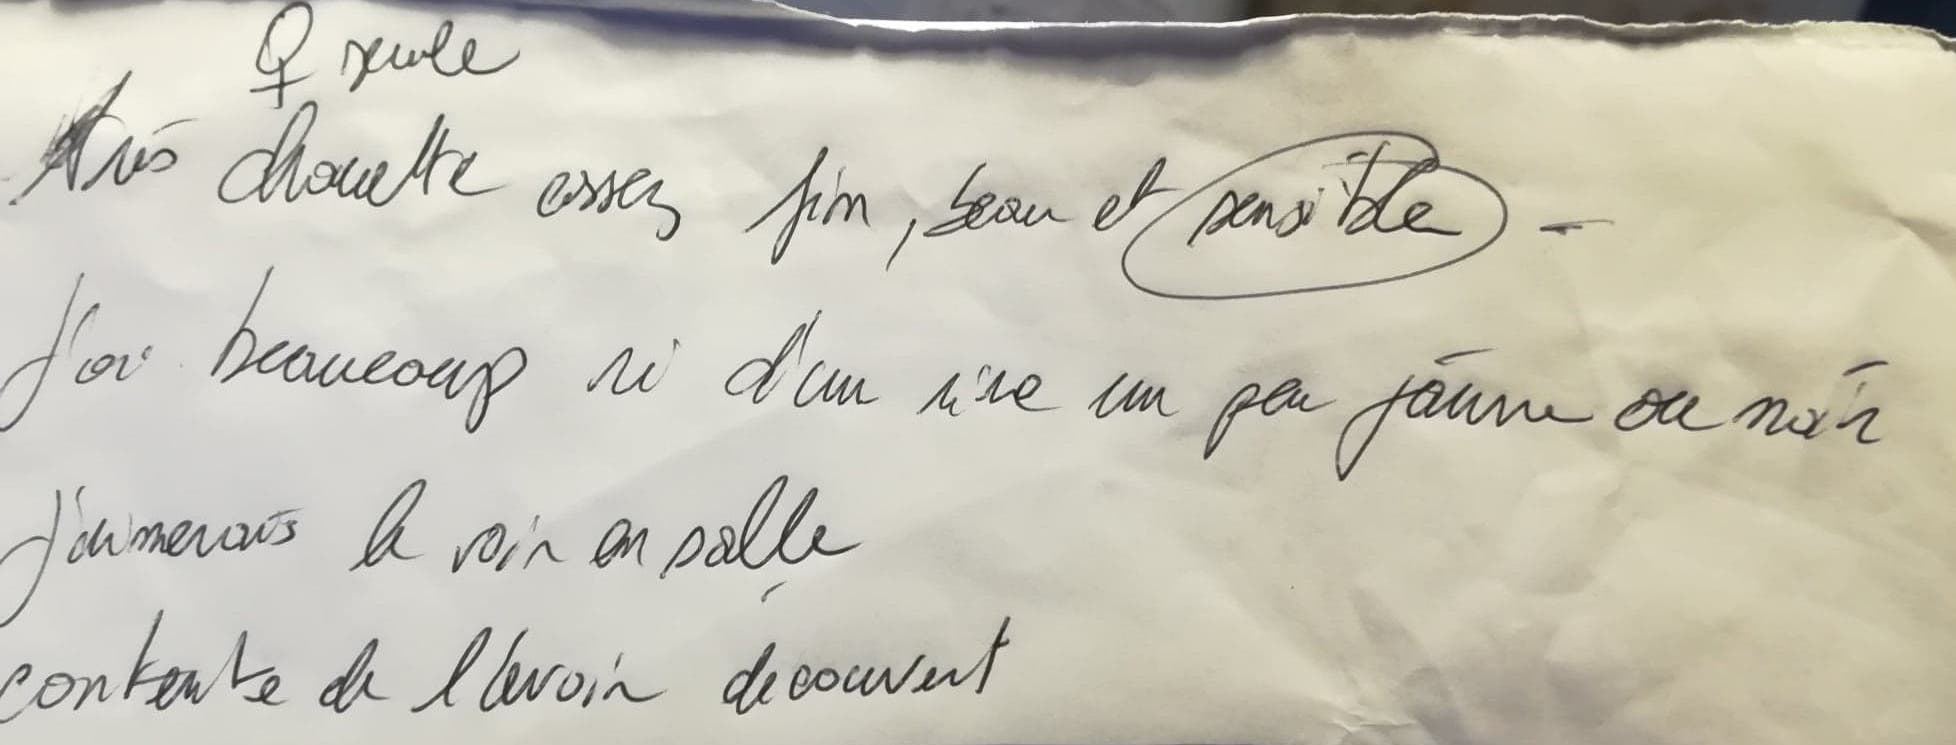 ♀ seule
très chouette assez fin, beau et sensible -
J'ai beaucoup ri d'un rire un peu jaune ou noir
J'aimerais le voir en salle
contente de l'avoir découvert